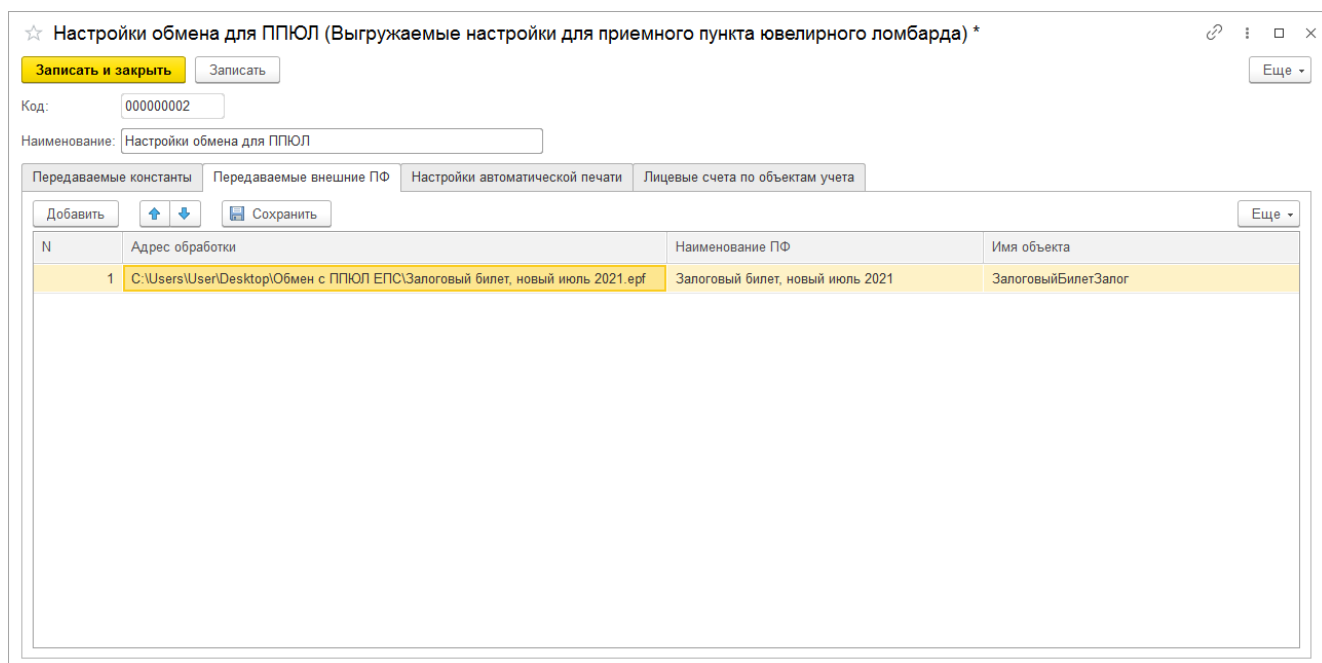 Настройки обмена для ППЮЛ (Выгружаемые настройки для приемного пункта ювелирного ломбарда) *
Записать и закрыть Записать Еще
Код: 000000002
Наименование: Настройки обмена для ППЮЛ
Передаваемые константы Передаваемые внешние ПФ Настройки автоматической печати Лицевые счета по объектам учета
Добавить Сохранить Еще
N Адрес обработки Наименование ПФ Имя объекта
1 C:\Users\User\Desktop\Обмен с ППЮЛ ЕПС\Залоговый билет, новый июль 2021.epf Залоговый билет, новый июль 2021 ЗалоговыйБилетЗалог